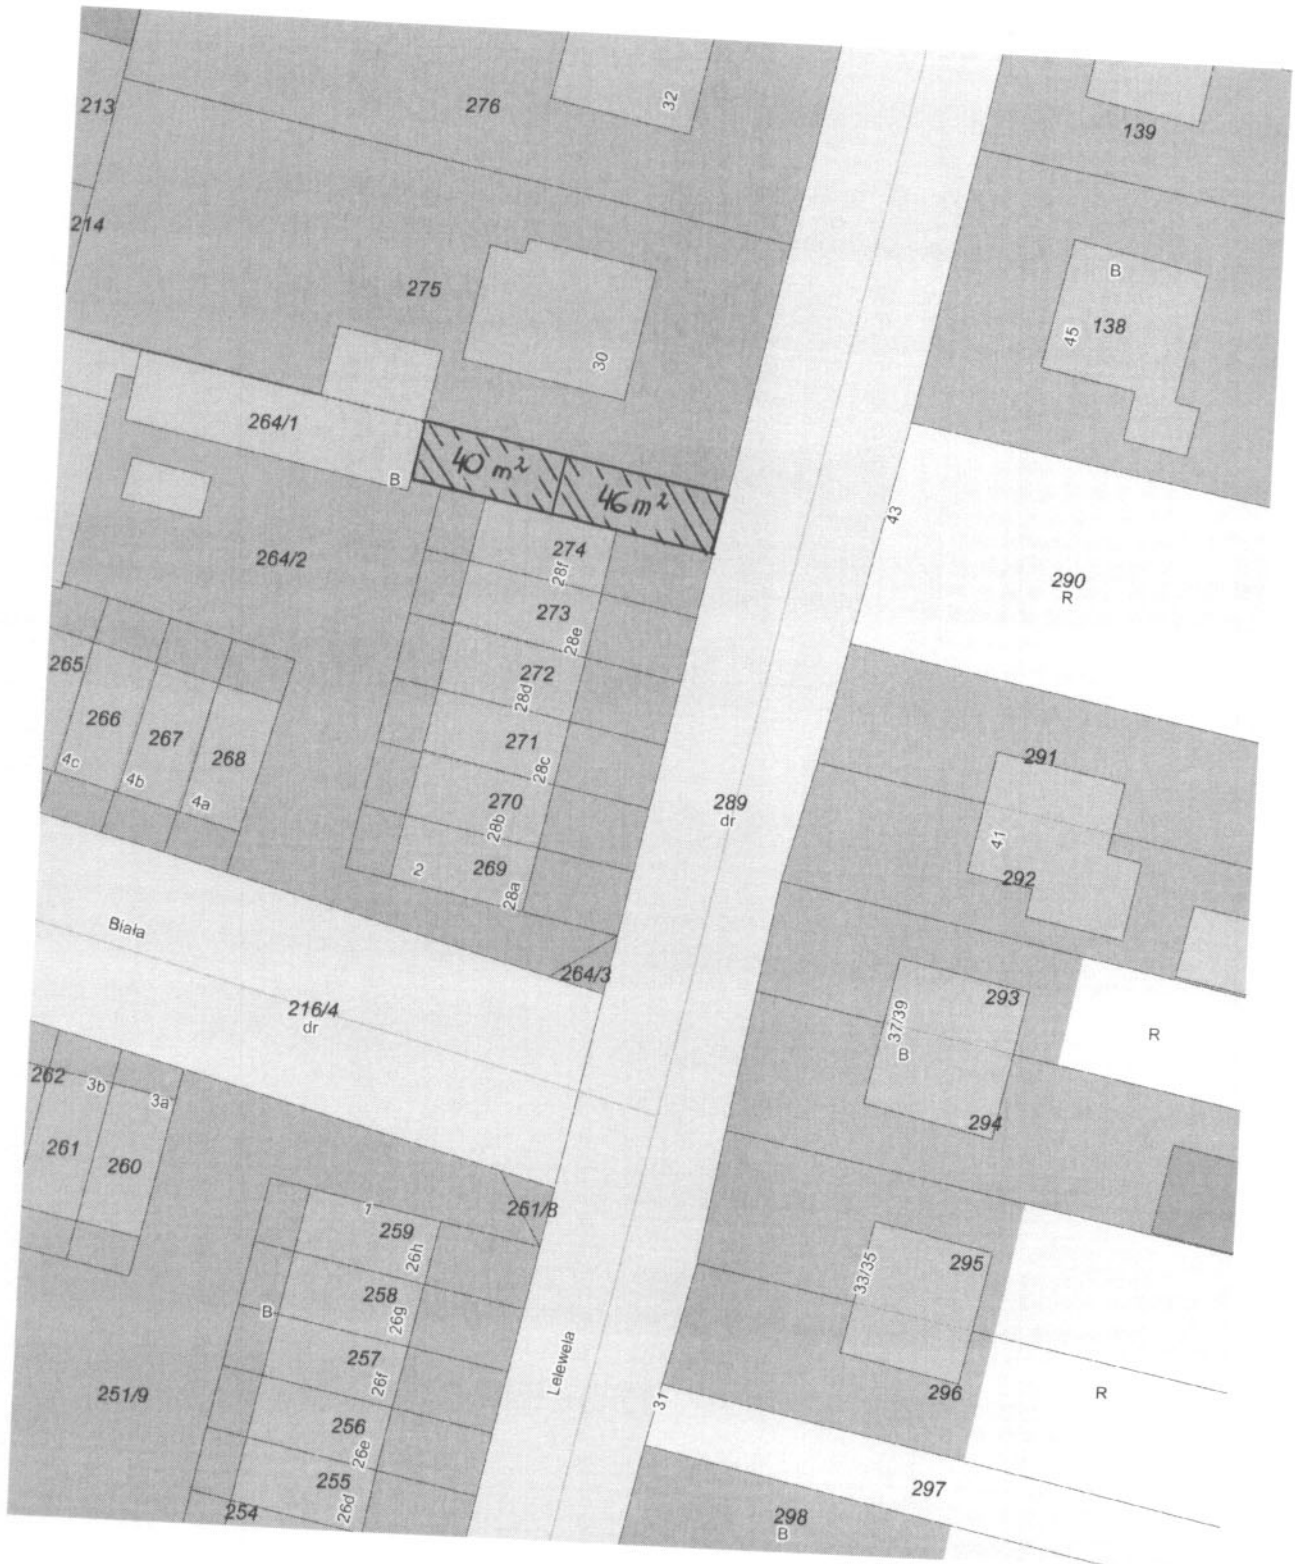 32
276
213
139
214
B
275
138
45
30
264/1
40 m²
B
46 m²
43
274
28f
264/2
290
R
273
28e
265
272
28d
266
267
271
268
28c
291
4c
4b
4a
270
28b
289
dr
41
2
269
28a
292
Biała
264/3
293
216/4
dr
37/39
B
R
262
3b
3a
294
261
260
251/8
1
259
26h
295
33/35
258
26g
B
257
26f
Lelewela
251/9
296
R
31
256
26e
255
26d
297
254
298
B